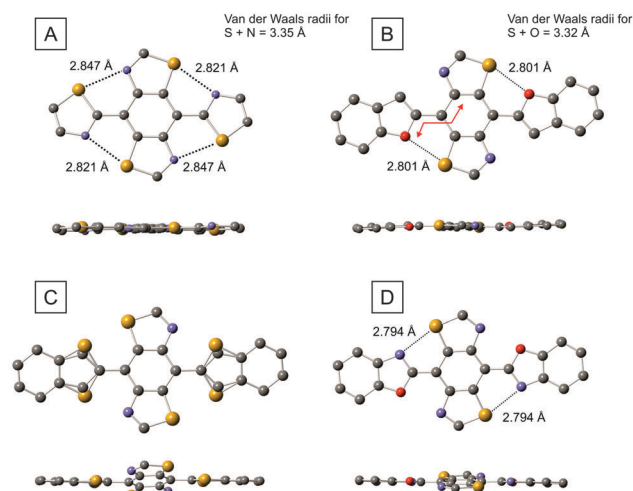 A
Van der Waals radii for
S + N = 3.35 Å
2.847 Å
2.821 Å
2.821 Å
2.847 Å
B
Van der Waals radii for
S + O = 3.32 Å
2.801 Å
2.801 Å
C
D
2.794 Å
2.794 Å